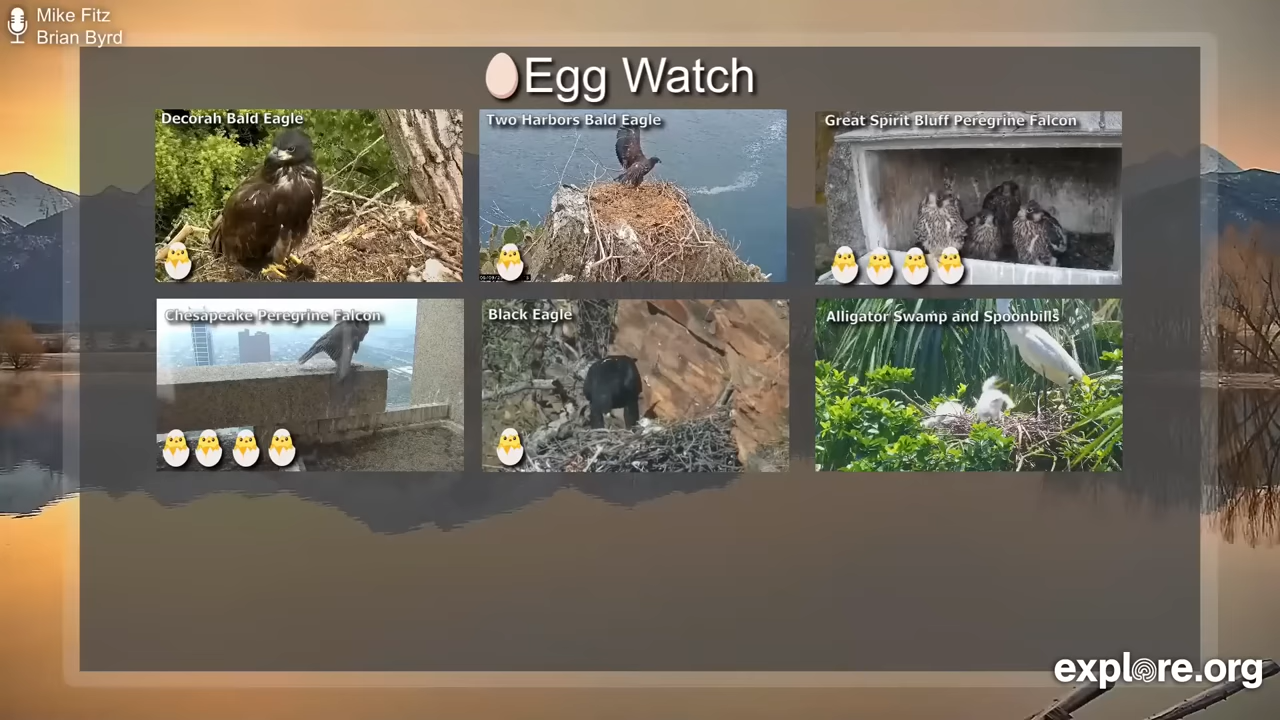 Mike Fitz
Brian Byrd
Egg Watch
Decorah Bald Eagle
Two Harbors Bald Eagle
Great Spirit Bluff Peregrine Falcon
Chesapeake Peregrine Falcon
Black Eagle
Alligator Swamp and Spoonbills
explore.org